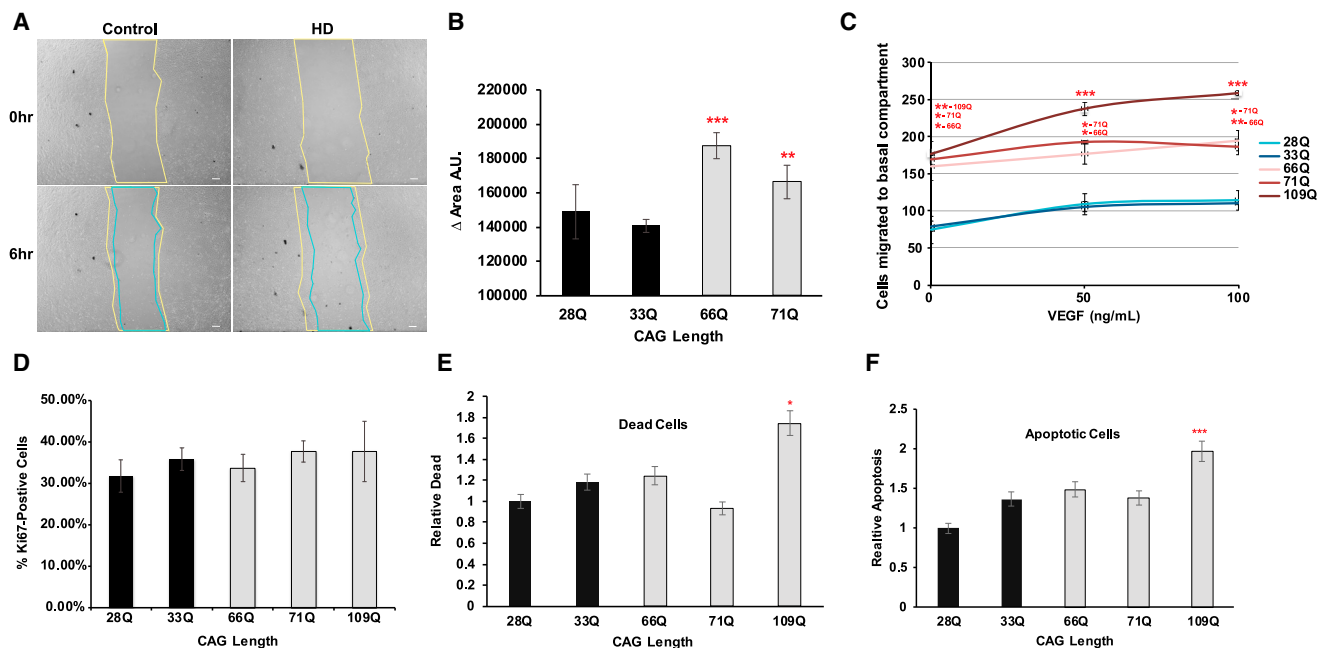 A
Control
HD
0hr
6hr
B
Δ Area A.U.
220000
200000
180000
160000
140000
120000
100000
***
**
28Q
33Q
66Q
71Q
CAG Length
C
Cells migrated to basal compartment
300
250
200
150
100
50
0
**-109Q
*-71Q
*-66Q
***
*-71Q
*-66Q
***
*-71Q
**-66Q
0
50
100
VEGF (ng/mL)
28Q
33Q
66Q
71Q
109Q
D
% Ki67-Postive Cells
50.00%
40.00%
30.00%
20.00%
10.00%
0.00%
28Q
33Q
66Q
71Q
109Q
CAG Length
E
Dead Cells
Relative Dead
2
1.8
1.6
1.4
1.2
1
0.8
0.6
0.4
0.2
0
*
28Q
33Q
66Q
71Q
109Q
CAG Length
F
Apoptotic Cells
Realtive Apoptosis
2.5
2
1.5
1
0.5
0
***
28Q
33Q
66Q
71Q
109Q
CAG Length